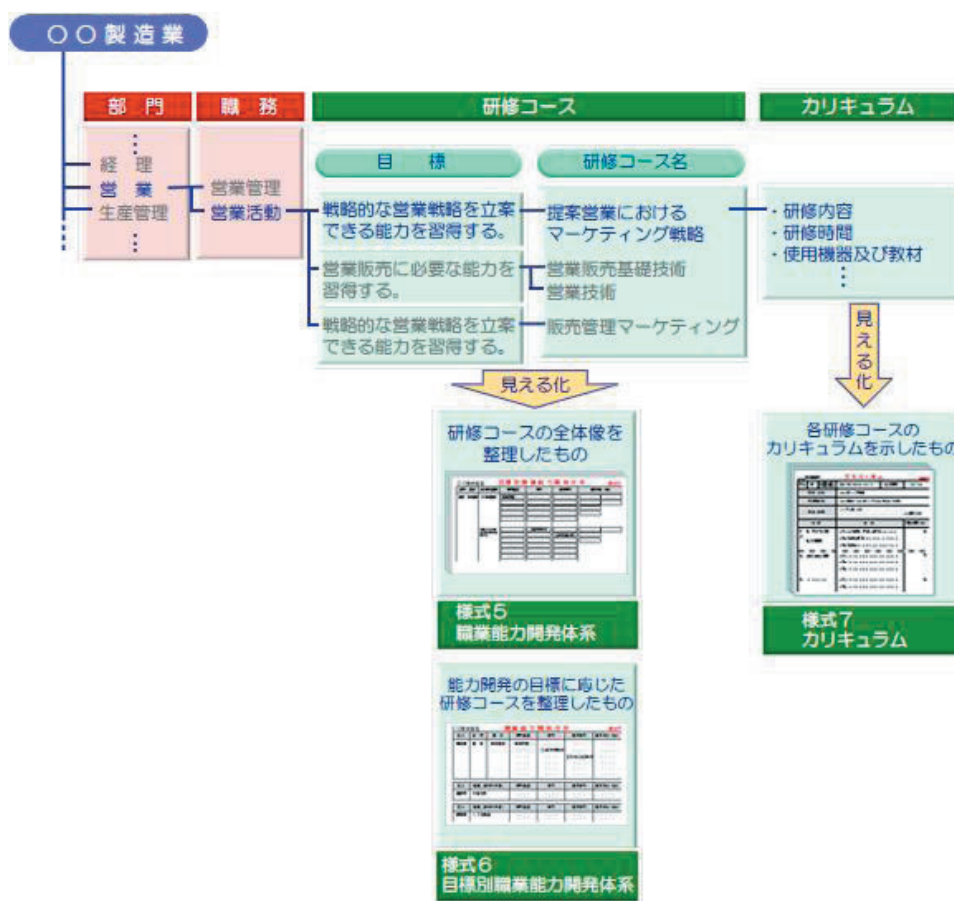 〇〇製造業
部門
職務
研修コース
カリキュラム
目標
研修コース名
⋮
経理
営業
生産管理
⋮
営業管理
営業活動
戦略的な営業戦略を立案
できる能力を習得する。
提案営業における
マーケティング戦略
・研修内容
・研修時間
・使用機器及び教材
⋮
営業販売に必要な能力を
習得する。
営業販売基礎技術
営業技術
戦略的な営業戦略を立案
できる能力を習得する。
販売管理マーケティング
見える化
見える化
研修コースの全体像を
整理したもの
各研修コースの
カリキュラムを示したもの
様式5
職業能力開発体系
様式7
カリキュラム
能力開発の目標に応じた
研修コースを整理したもの
様式6
目標別職業能力開発体系